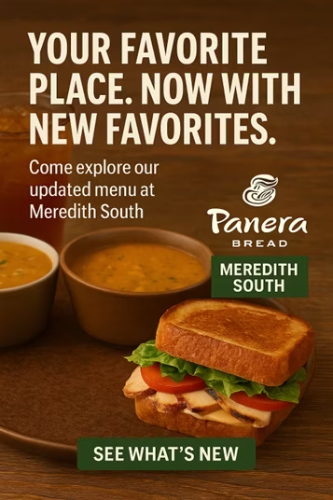 YOUR FAVORITE
PLACE. NOW WITH
NEW FAVORITES.
Come explore our
updated menu at
Meredith South
Panera
BREAD
MEREDITH
SOUTH
SEE WHAT'S NEW